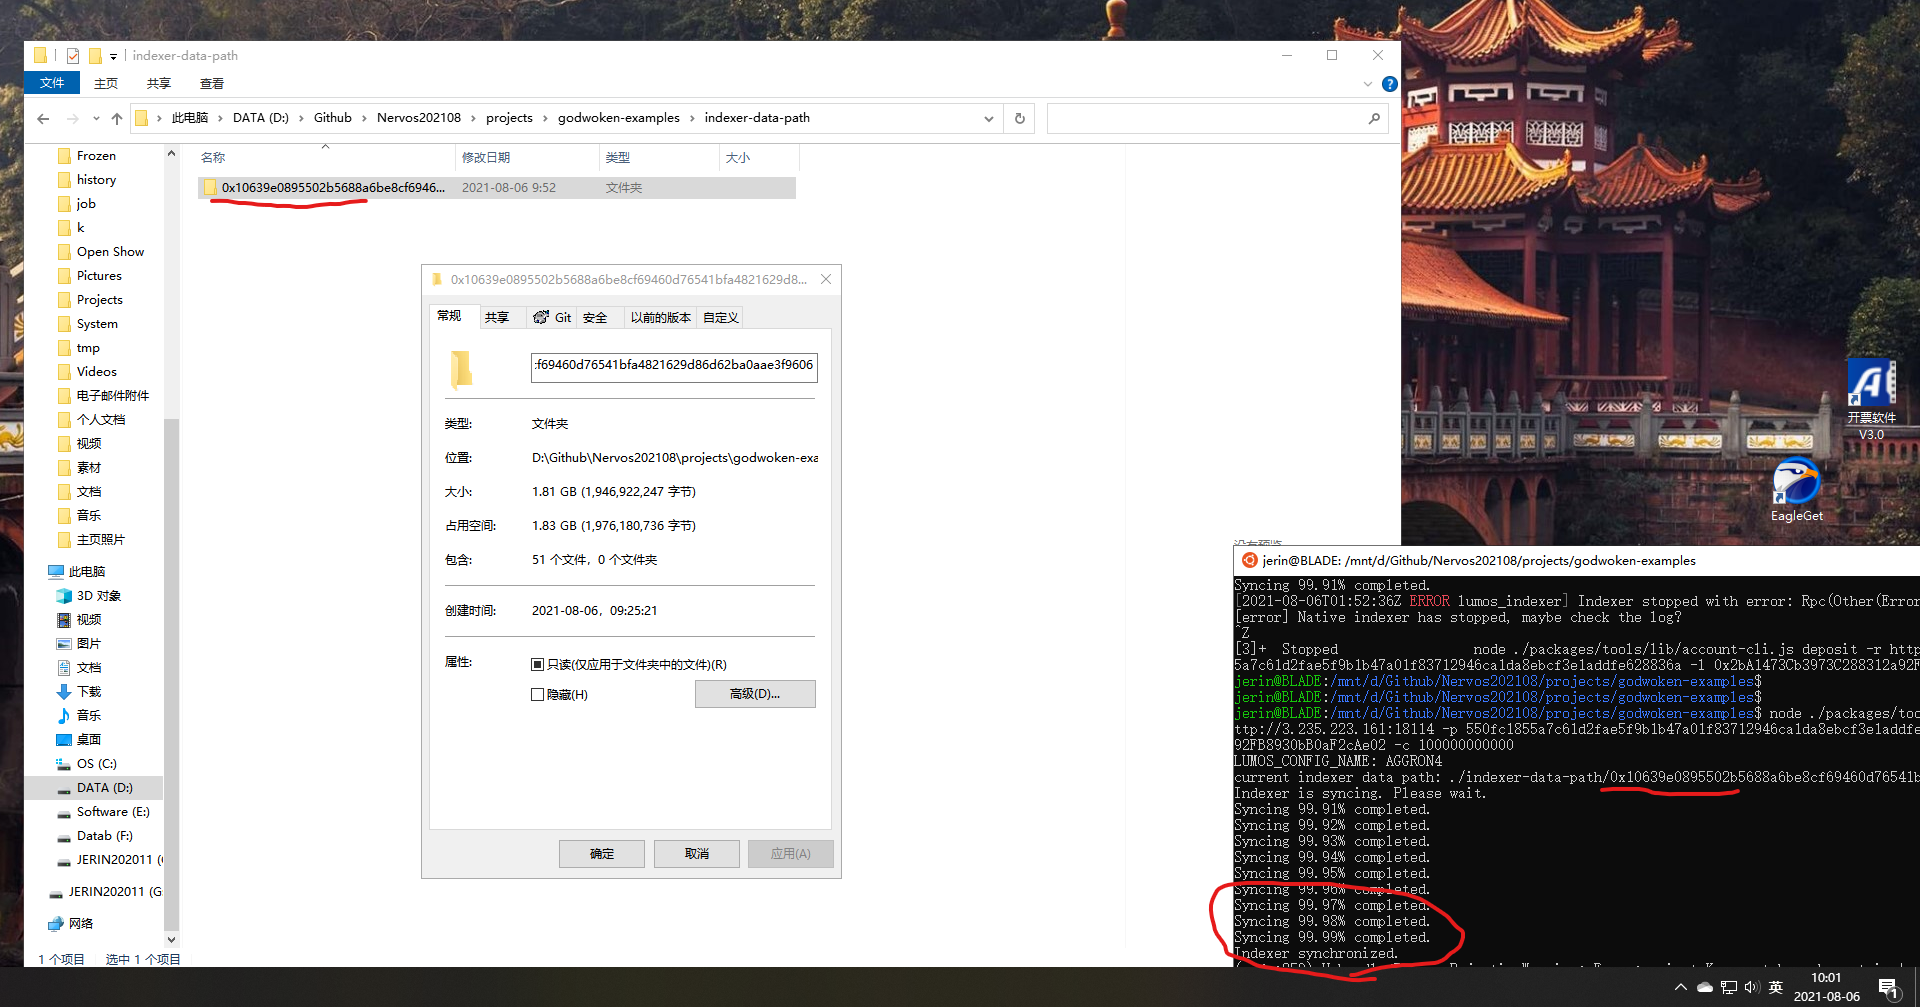 indexer-data-path
文件 主页 共享 查看
此电脑 › DATA (D:) › Github › Nervos202108 › projects › godwoken-examples › indexer-data-path
名称 修改日期 类型 大小
0x10639e0895502b5688a6be8cf6946... 2021-08-06 9:52 文件夹
Frozen
history
job
k
Open Show
Pictures
Projects
System
tmp
Videos
电子邮件附件
个人文档
视频
素材
文档
音乐
主页照片
此电脑
3D 对象
视频
图片
文档
下载
音乐
桌面
OS (C:)
DATA (D:)
Software (E:)
Datab (F:)
JERIN202011 (
JERIN202011 (G:
网络
1 个项目 选中 1 个项目
0x10639e0895502b5688a6be8cf69460d76541bfa4821629d8...
常规 共享 Git 安全 以前的版本 自定义
f69460d76541bfa4821629d86d62ba0aae3f9606
类型: 文件夹
位置: D:\Github\Nervos202108\projects\godwoken-exa
大小: 1.81 GB (1,946,922,247 字节)
占用空间: 1.83 GB (1,976,180,736 字节)
包含: 51 个文件，0 个文件夹
创建时间: 2021-08-06，09:25:21
属性: 只读(仅应用于文件夹中的文件)(R)
隐藏(H) 高级(D)...
确定 取消 应用(A)
开票软件
V3.0
EagleGet
没有预览
jerin@BLADE: /mnt/d/Github/Nervos202108/projects/godwoken-examples
Syncing 99.91% completed.
[2021-08-06T01:52:36Z ERROR lumos_indexer] Indexer stopped with error: Rpc(Other(Error
[error] Native indexer has stopped, maybe check the log?
^Z
[3]+ Stopped node ./packages/tools/lib/account-cli.js deposit -r http
5a7c61d2fae5f9b1b47a01f83712946ca1da8ebcf3e1addfe628836a -l 0x2bA1473Cb3973C288312a92F
jerin@BLADE:/mnt/d/Github/Nervos202108/projects/godwoken-examples$
jerin@BLADE:/mnt/d/Github/Nervos202108/projects/godwoken-examples$
jerin@BLADE:/mnt/d/Github/Nervos202108/projects/godwoken-examples$ node ./packages/too
ttp://3.235.223.161:18114 -p 550fc1855a7c61d2fae5f9b1b47a01f83712946ca1da8ebcf3e1addfe
92FB8930bB0aF2cAe02 -c 100000000000
LUMOS_CONFIG_NAME: AGGRON4
current indexer data path: ./indexer-data-path/0x10639e0895502b5688a6be8cf69460d76541b
Indexer is syncing. Please wait.
Syncing 99.91% completed.
Syncing 99.92% completed.
Syncing 99.93% completed.
Syncing 99.94% completed.
Syncing 99.95% completed.
Syncing 99.96% completed.
Syncing 99.97% completed.
Syncing 99.98% completed.
Syncing 99.99% completed.
Indexer synchronized.
英
10:01
2021-08-06
1